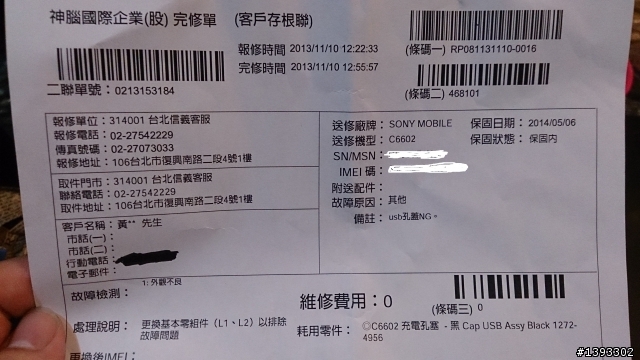 神腦國際企業(股) 完修單 (客戶存根聯)
報修時間 2013/11/10 12:22:33 (條碼一) RP081131110-0016
完修時間 2013/11/10 12:55:57
二聯單號：0213153184 (條碼二) 468101
報修單位：314001 台北信義客服
報修電話：02-27542229
傳真號碼：02-27073033
報修地址：106台北市復興南路二段4號1樓
取件門市：314001 台北信義客服
聯絡電話：02-27542229
取件地址：106台北市復興南路二段4號1樓
客戶名稱：黃** 先生
市話(一)：
市話(二)：
行動電話：
電子郵件：
送修廠牌：SONY MOBILE 保固日期：2014/05/06
送修機型：C6602 保固狀態：保固內
SN/MSN：
IMEI 碼：
附送配件：
故障原因：其他
備註：usb孔蓋NG。
1: 外觀不良
故障檢測：
維修費用：0 (條碼三) 0
處理說明：更換基本零組件（L1、L2）以排除
故障問題
耗用零件：◎C6602 充電孔塞 - 黑 Cap USB Assy Black 1272-
4956
更換後IMEI：
#1393302